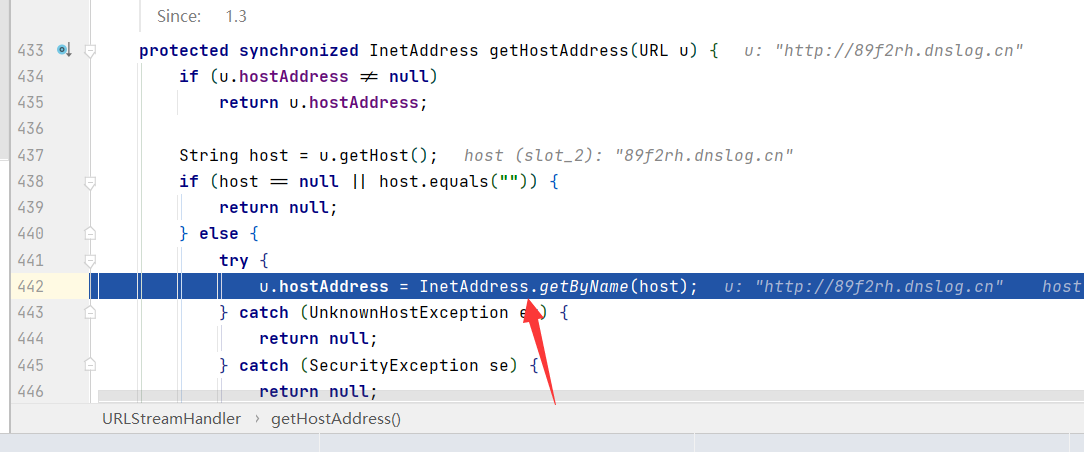 Since: 1.3
433 protected synchronized InetAddress getHostAddress(URL u) { u: "http://89f2rh.dnslog.cn"
434 if (u.hostAddress ≠ null)
435 return u.hostAddress;
436
437 String host = u.getHost(); host (slot_2): "89f2rh.dnslog.cn"
438 if (host == null || host.equals("")) {
439 return null;
440 } else {
441 try {
442 u.hostAddress = InetAddress.getByName(host); u: "http://89f2rh.dnslog.cn" host
443 } catch (UnknownHostException e) {
444 return null;
445 } catch (SecurityException se) {
446 return null;
URLStreamHandler › getHostAddress()